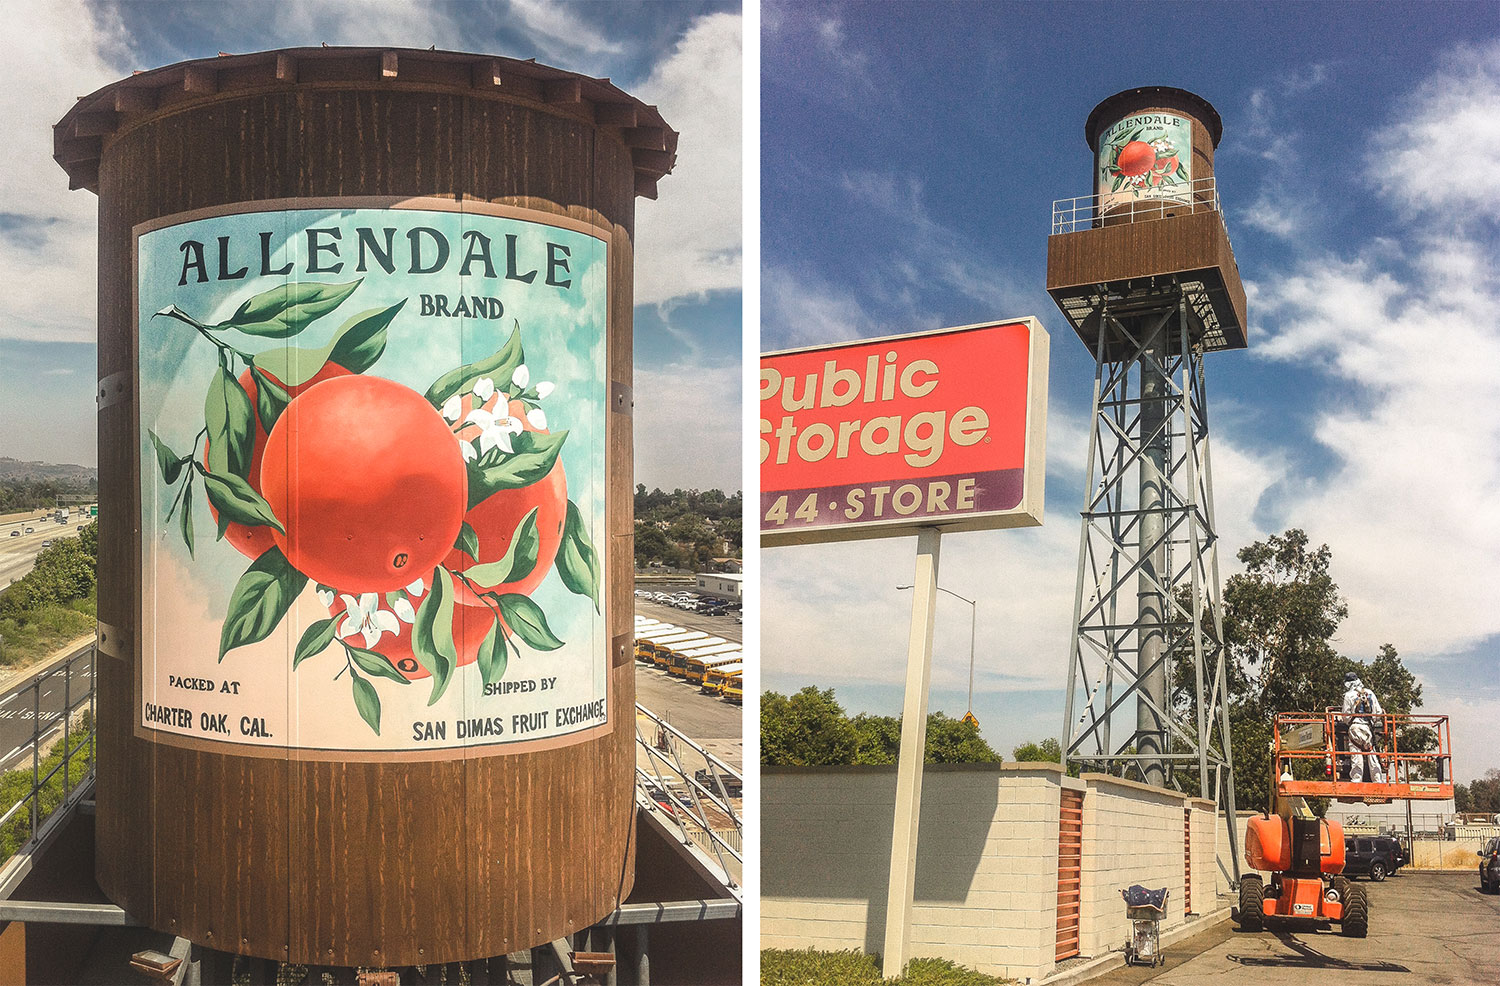 ALLENDALE
BRAND
PACKED AT
CHARTER OAK, CAL.
SHIPPED BY
SAN DIMAS FRUIT EXCHANGE
ALLENDALE
BRAND
Public
Storage
44 • STORE